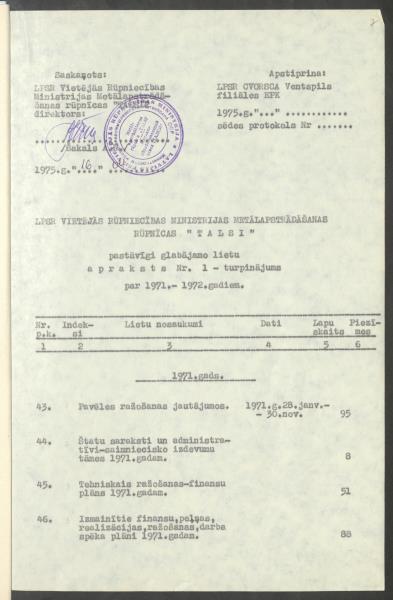 Saskaņots:
LPSR Vietējās Rūpniecības
Ministrijas Metālapstrādā-
šanas rūpnīcas
direktors:
1975.g."16"
Apstiprina:
LPSR CVORSCA Ventspils
filiāles EPK
1975.g."..." ............
sēdes protokols Nr .......
LPSR VIETĒJĀS RŪPNIECĪBAS MINISTRIJAS METĀLAPSTRĀDĀŠANAS
RŪPNĪCAS "T A L S I"
pastāvīgi glabājamo lietu
a p r a k s t s Nr. 1 - turpinājums
par 1971.- 1972.gadiem.
Nr. Indek- Lietu nosaukumi Dati Lapu Piezī-
p.k. si skaits mes
1 2 3 4 5 6
1971.gads.
43. Pavēles ražošanas jautājumos. 1971.g.28.janv.-
- 30.nov. 95
44. Štatu saraksti un administra-
tīvi-saimniecisko izdevumu
tāmes 1971.gadam. 8
45. Tehniskais ražošanas-finansu
plāns 1971.gadam. 51
46. Izmainītie finansu,peļņas,
realizācijas,ražošanas,darba
spēka plāni 1971.gadam. 88